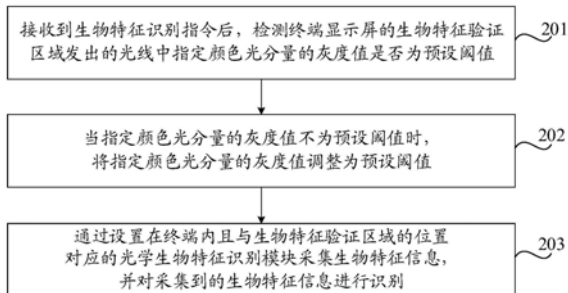 接收到生物特征识别指令后，检测终端显示屏的生物特征验证
区域发出的光线中指定颜色光分量的灰度值是否为预设阈值
201
当指定颜色光分量的灰度值不为预设阈值时，
将指定颜色光分量的灰度值调整为预设阈值
202
通过设置在终端内且与生物特征验证区域的位置
对应的光学生物特征识别模块采集生物特征信息，
并对采集到的生物特征信息进行识别
203